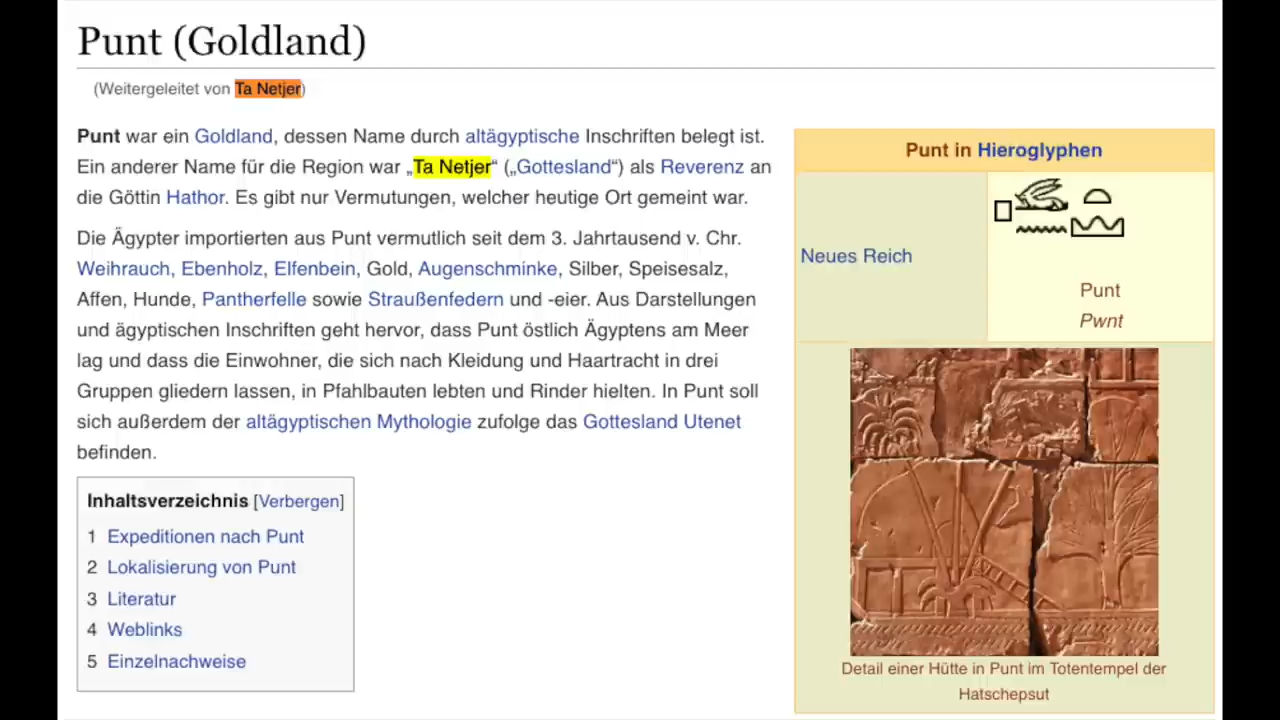 Punt (Goldland)
(Weitergeleitet von Ta Netjer)
Punt war ein Goldland, dessen Name durch altägyptische Inschriften belegt ist.
Ein anderer Name für die Region war „Ta Netjer“ („Gottesland“) als Reverenz an
die Göttin Hathor. Es gibt nur Vermutungen, welcher heutige Ort gemeint war.
Die Ägypter importierten aus Punt vermutlich seit dem 3. Jahrtausend v. Chr.
Weihrauch, Ebenholz, Elfenbein, Gold, Augenschminke, Silber, Speisesalz,
Affen, Hunde, Pantherfelle sowie Straußenfedern und -eier. Aus Darstellungen
und ägyptischen Inschriften geht hervor, dass Punt östlich Ägyptens am Meer
lag und dass die Einwohner, die sich nach Kleidung und Haartracht in drei
Gruppen gliedern lassen, in Pfahlbauten lebten und Rinder hielten. In Punt soll
sich außerdem der altägyptischen Mythologie zufolge das Gottesland Utenet
befinden.
Inhaltsverzeichnis [Verbergen]
1 Expeditionen nach Punt
2 Lokalisierung von Punt
3 Literatur
4 Weblinks
5 Einzelnachweise
Punt in Hieroglyphen
Neues Reich
Punt
Pwnt
Detail einer Hütte in Punt im Totentempel der
Hatschepsut